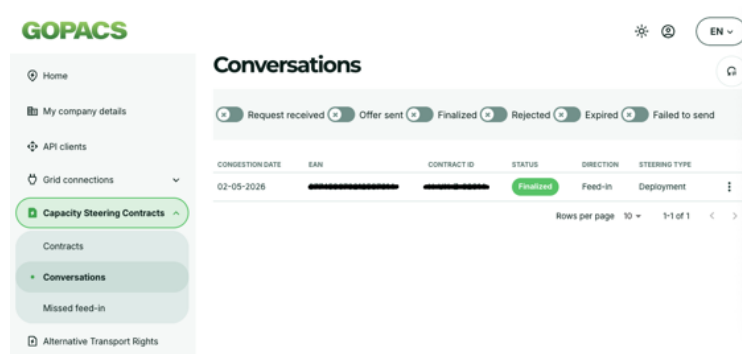 GOPACS
EN
Home
My company details
API clients
Grid connections
Capacity Steering Contracts
Contracts
Conversations
Missed feed-in
Alternative Transport Rights
Conversations
Request received Offer sent Finalized Rejected Expired Failed to send
CONGESTION DATE EAN CONTRACT ID STATUS DIRECTION STEERING TYPE
02-05-2026 Finalized Feed-in Deployment
Rows per page 10 1-1 of 1